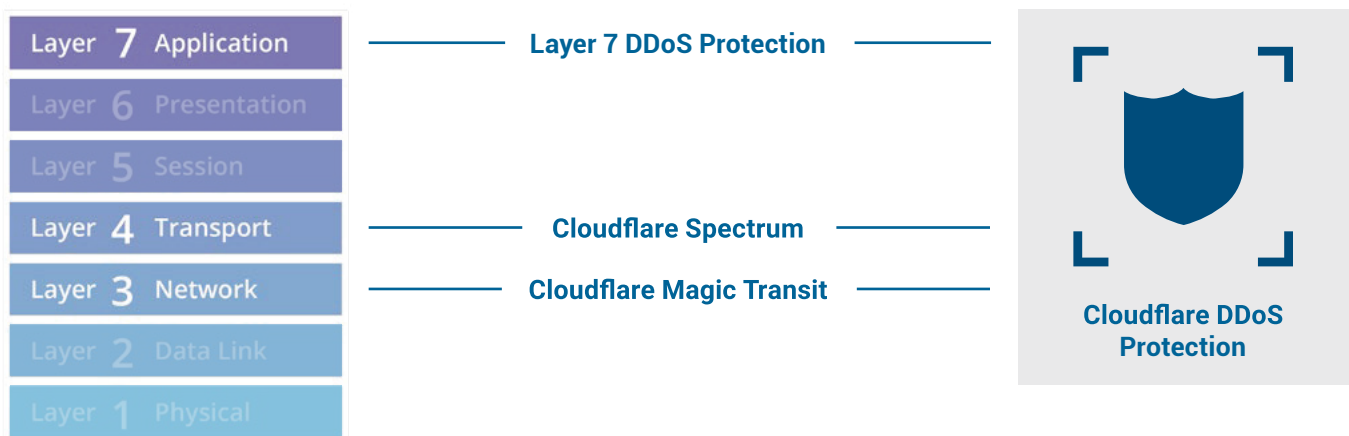 Layer 7 Application
Layer 7 DDoS Protection
Layer 6 Presentation
Layer 5 Session
Layer 4 Transport
Cloudflare Spectrum
Layer 3 Network
Cloudflare Magic Transit
Layer 2 Data Link
Layer 1 Physical
Cloudflare DDoS
Protection